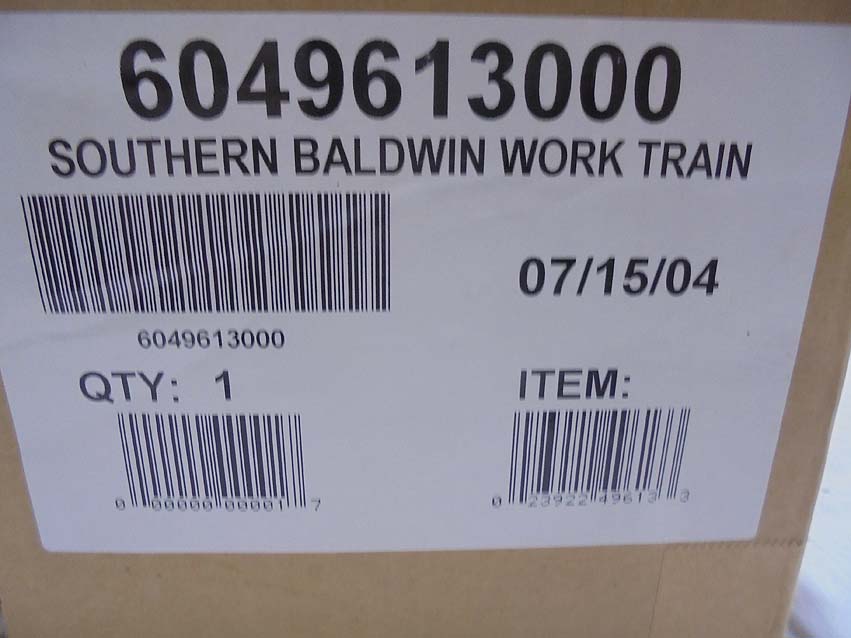 6049613000
SOUTHERN BALDWIN WORK TRAIN
07/15/04
6049613000
QTY: 1
ITEM:
0 00000 00001 7
0 23922 49613 3